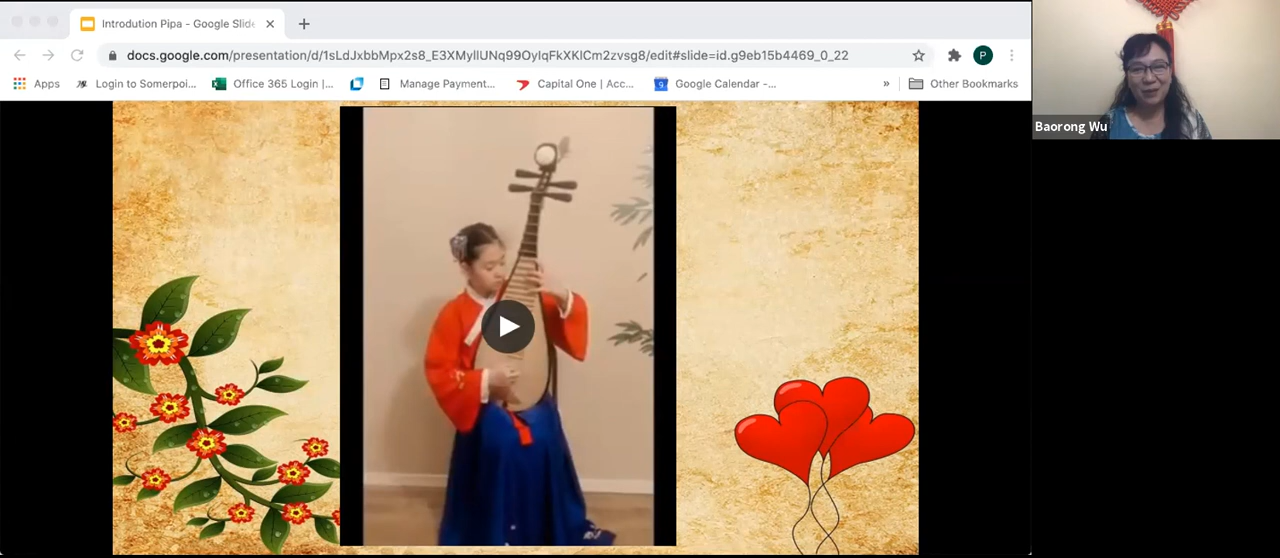 Introdution Pipa - Google Slide
docs.google.com/presentation/d/1sLdJxbbMpx2s8_E3XMyllUNq99OylqFkXKlCm2zvsg8/edit#slide=id.g9eb15b4469_0_22
P
Apps
Login to Somerpoi...
Office 365 Login |...
Manage Payment...
Capital One | Acc...
Google Calendar -...
»
Other Bookmarks
Baorong Wu